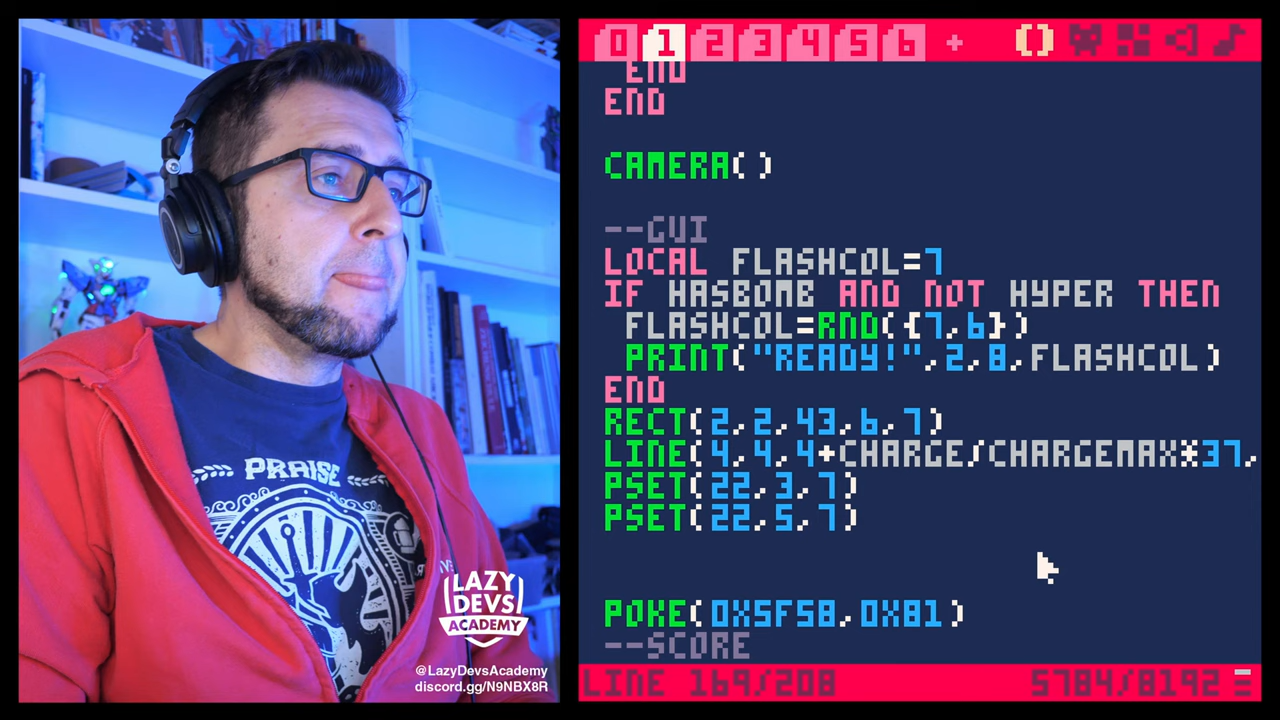 PRAISE
LAZY
DEVS
ACADEMY
@LazyDevsAcademy
discord.gg/N9NBX8R
0 1 2 3 4 5 6 + ()
END
END
CAMERA()
--GUI
LOCAL FLASHCOL=7
IF HASBOMB AND NOT HYPER THEN
FLASHCOL=RND({7,6})
PRINT("READY!",2,8,FLASHCOL)
END
RECT(2,2,43,6,7)
LINE(4,4,4+CHARGE/CHARGEMAX*37,
PSET(22,3,7)
PSET(22,5,7)
POKE(0X5F58,0X81)
--SCORE
LINE 169/208
5784/8192